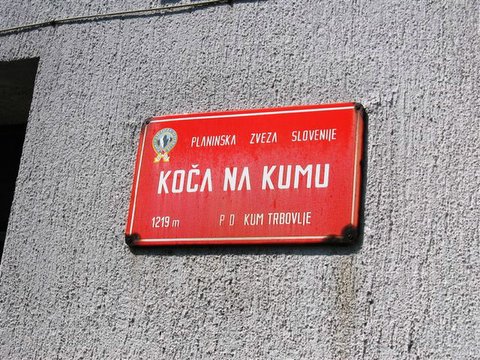 PLANINSKA ZVEZA SLOVENIJE
KOČA NA KUMU
1219 m P D KUM TRBOVLJE